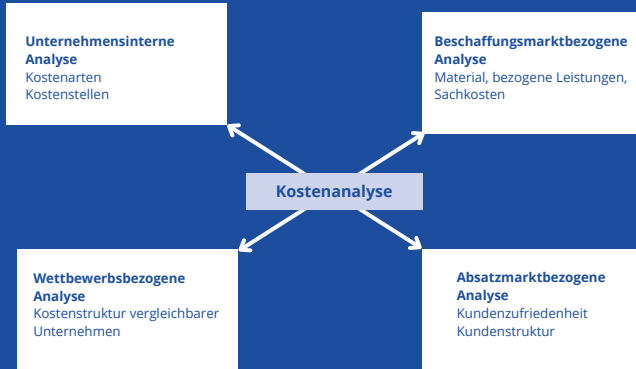 Unternehmensinterne
Analyse
Kostenarten
Kostenstellen
Beschaffungsmarktbezogene
Analyse
Material, bezogene Leistungen,
Sachkosten
Kostenanalyse
Wettbewerbsbezogene
Analyse
Kostenstruktur vergleichbarer
Unternehmen
Absatzmarktbezogene
Analyse
Kundenzufriedenheit
Kundenstruktur